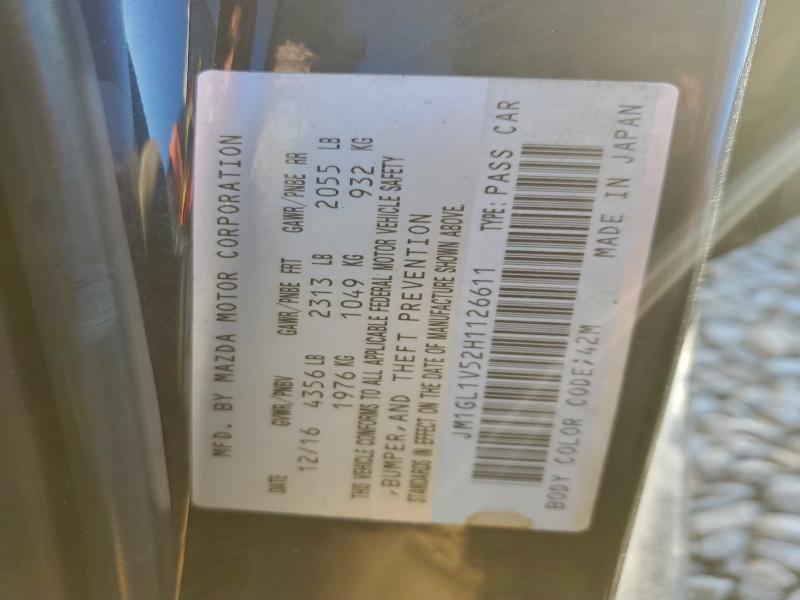 MFD. BY MAZDA MOTOR CORPORATION
DATE GVWR/PNBV GAWR/PNBE FRT GAWR/PNBE RR
12/16 4356 LB 2313 LB 2055 LB
1976 KG 1049 KG 932 KG
THIS VEHICLE CONFORMS TO ALL APPLICABLE FEDERAL MOTOR VEHICLE SAFETY
,BUMPER,AND THEFT PREVENTION
STANDARDS IN EFFECT ON THE DATE OF MANUFACTURE SHOWN ABOVE.
JM1GL1V52H1126611 TYPE: PASS CAR
BODY COLOR CODE:42M MADE IN JAPAN